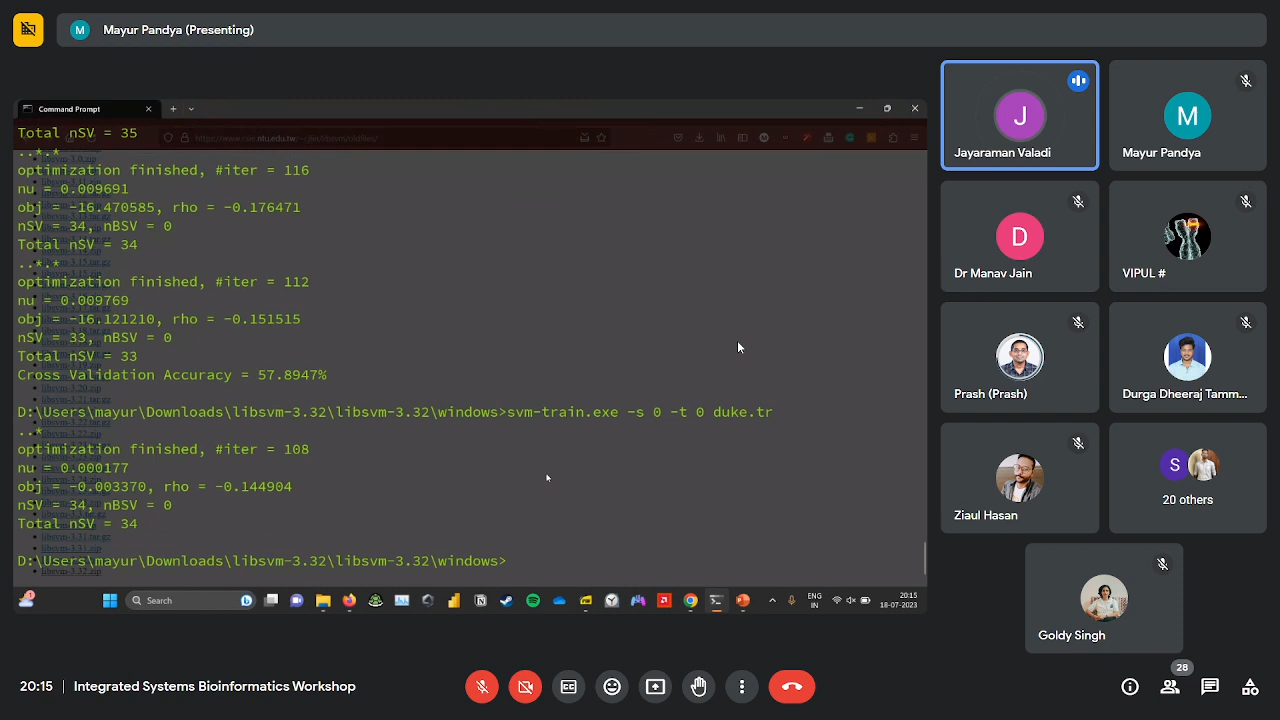 M
Mayur Pandya (Presenting)
Command Prompt
Total nSV = 35
..*.*
optimization finished, #iter = 116
nu = 0.009691
obj = -16.470585, rho = -0.176471
nSV = 34, nBSV = 0
Total nSV = 34
..*.*
optimization finished, #iter = 112
nu = 0.009769
obj = -16.121210, rho = -0.151515
nSV = 33, nBSV = 0
Total nSV = 33
Cross Validation Accuracy = 57.8947%
D:\Users\mayur\Downloads\libsvm-3.32\libsvm-3.32\windows>svm-train.exe -s 0 -t 0 duke.tr
..*
optimization finished, #iter = 108
nu = 0.000177
obj = -0.003370, rho = -0.144904
nSV = 34, nBSV = 0
Total nSV = 34
D:\Users\mayur\Downloads\libsvm-3.32\libsvm-3.32\windows>
Search
ENG
IN
20:15
18-07-2023
J
Jayaraman Valadi
M
Mayur Pandya
D
Dr Manav Jain
VIPUL #
Prash (Prash)
Durga Dheeraj Tamm...
Ziaul Hasan
S
20 others
Goldy Singh
20:15
Integrated Systems Bioinformatics Workshop
28